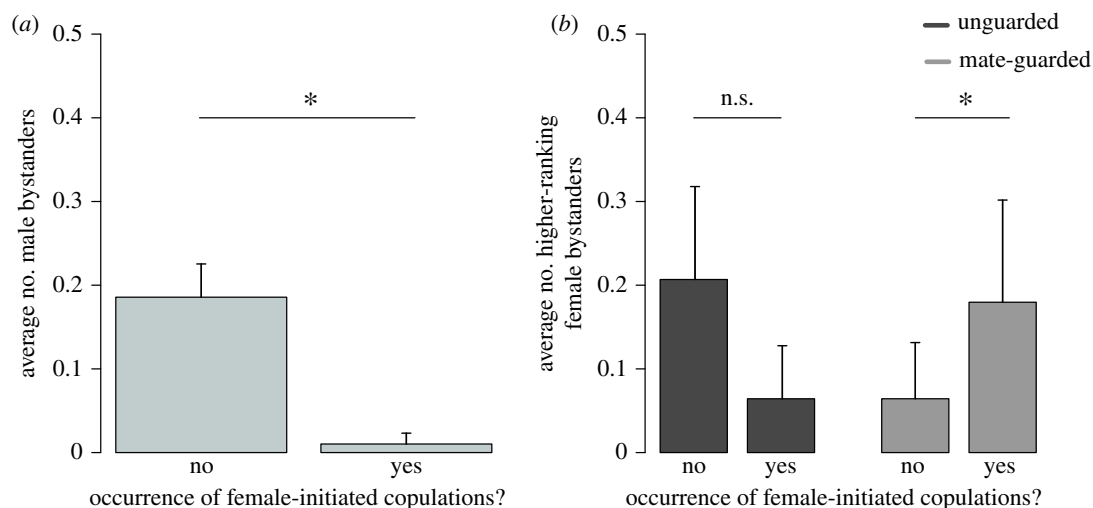 (a)
0.5
0.4
0.3
0.2
0.1
0
average no. male bystanders
*
no
yes
occurrence of female-initiated copulations?
(b)
unguarded
mate-guarded
0.5
0.4
0.3
0.2
0.1
0
average no. higher-ranking
female bystanders
n.s.
*
no
yes
no
yes
occurrence of female-initiated copulations?